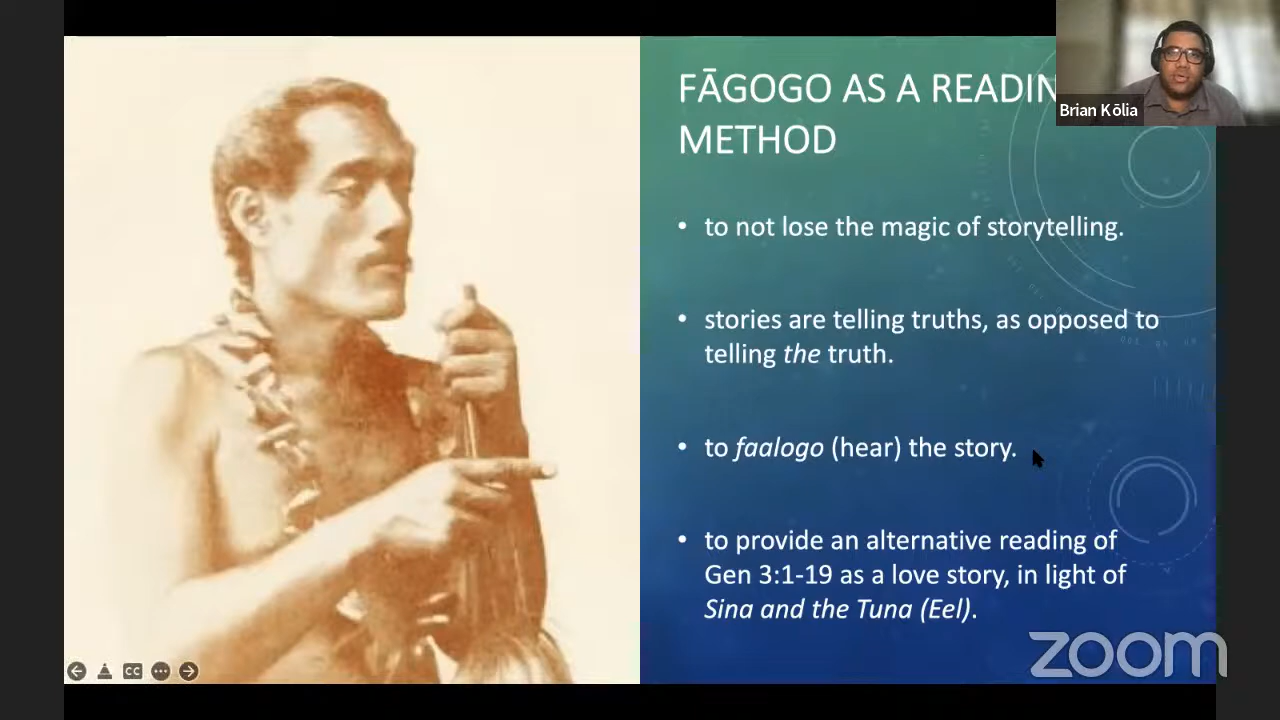 FĀGOGO AS A READIN
METHOD
Brian Kōlia
• to not lose the magic of storytelling.
• stories are telling truths, as opposed to
telling the truth.
• to faalogo (hear) the story.
• to provide an alternative reading of
Gen 3:1-19 as a love story, in light of
Sina and the Tuna (Eel).
CC
zoom